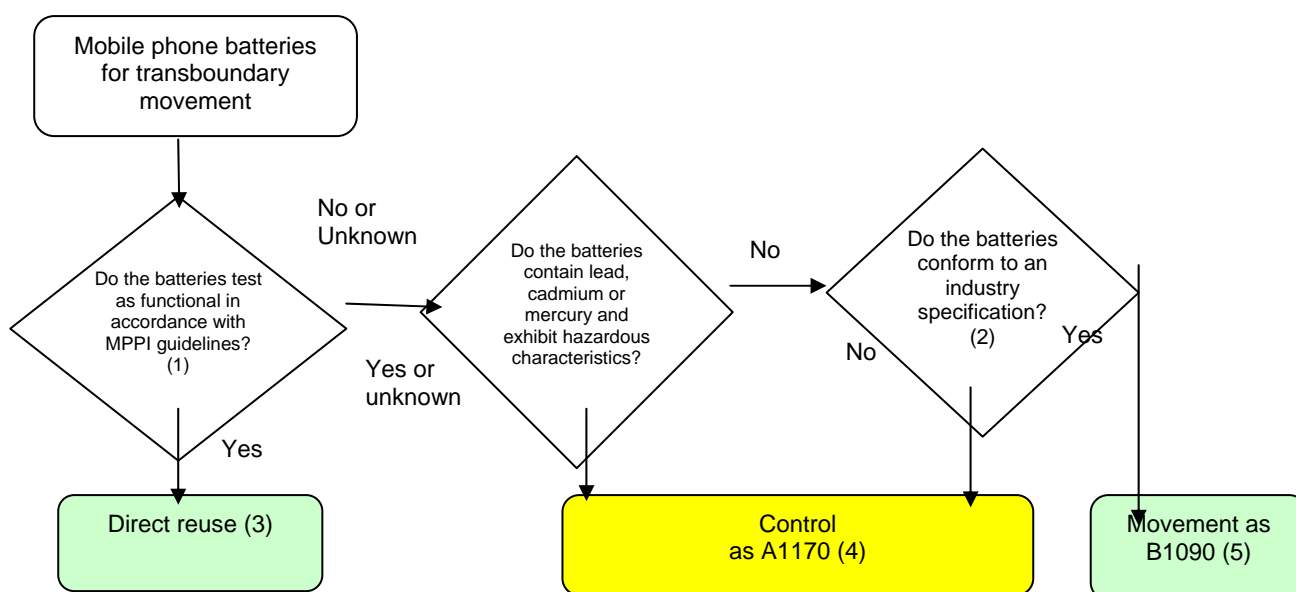 Mobile phone batteries
for transboundary
movement
Do the batteries test
as functional in
accordance with
MPPI guidelines?
(1)
No or
Unknown
Yes or
unknown
Yes
Do the batteries
contain lead,
cadmium or
mercury and
exhibit hazardous
characteristics?
No
Do the batteries
conform to an
industry
specification?
(2)
No
Yes
Direct reuse (3)
Control
as A1170 (4)
Movement as
B1090 (5)